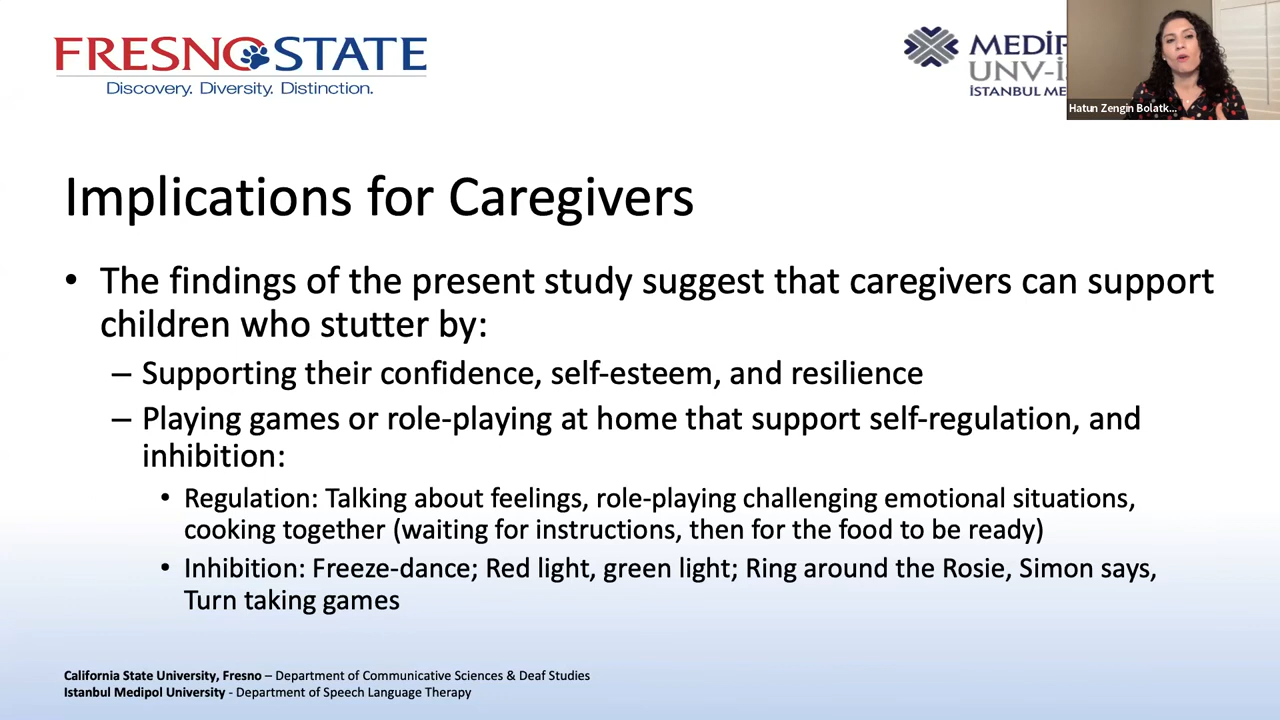 FRESNO STATE
Discovery. Diversity. Distinction.
UNV-
İSTANBUL
Hatun Zengin Bolatk...
Implications for Caregivers
• The findings of the present study suggest that caregivers can support
children who stutter by:
– Supporting their confidence, self-esteem, and resilience
– Playing games or role-playing at home that support self-regulation, and
inhibition:
• Regulation: Talking about feelings, role-playing challenging emotional situations,
cooking together (waiting for instructions, then for the food to be ready)
• Inhibition: Freeze-dance; Red light, green light; Ring around the Rosie, Simon says,
Turn taking games
California State University, Fresno – Department of Communicative Sciences & Deaf Studies
Istanbul Medipol University - Department of Speech Language Therapy